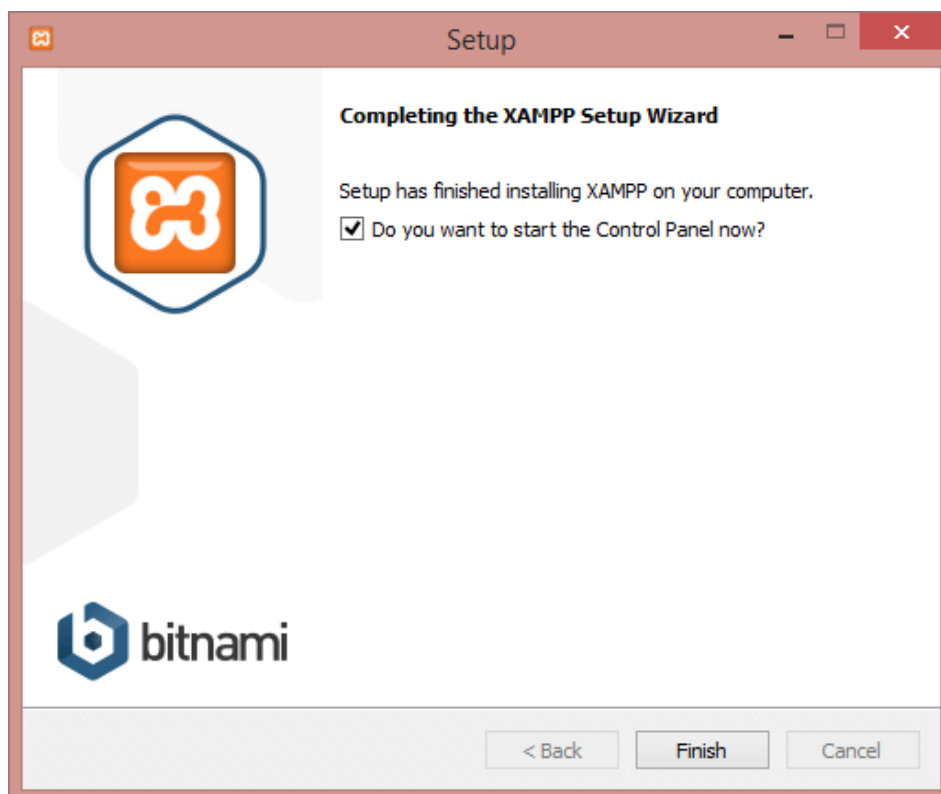 Setup
Completing the XAMPP Setup Wizard
Setup has finished installing XAMPP on your computer.
Do you want to start the Control Panel now?
bitnami
< Back
Finish
Cancel